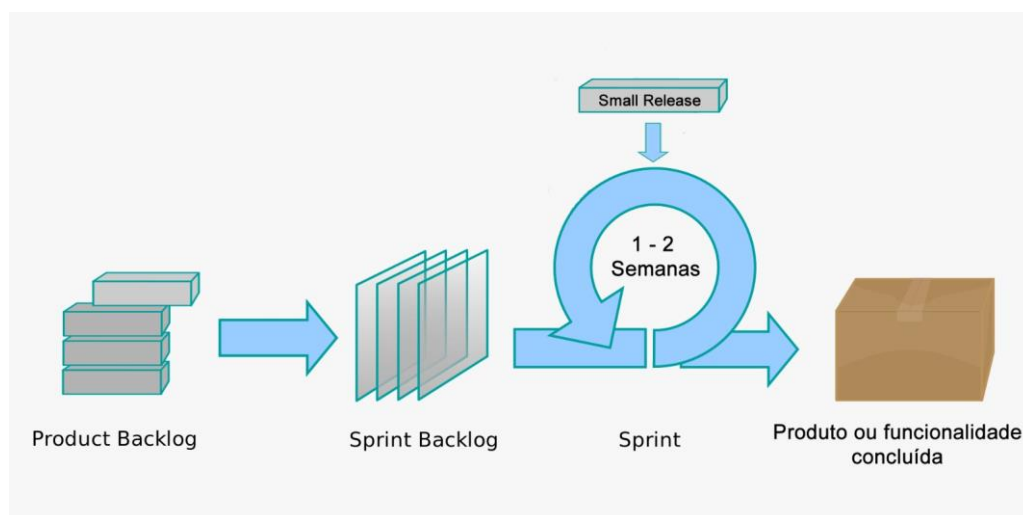 Small Release
1 - 2
Semanas
Product Backlog
Sprint Backlog
Sprint
Produto ou funcionalidade
concluída